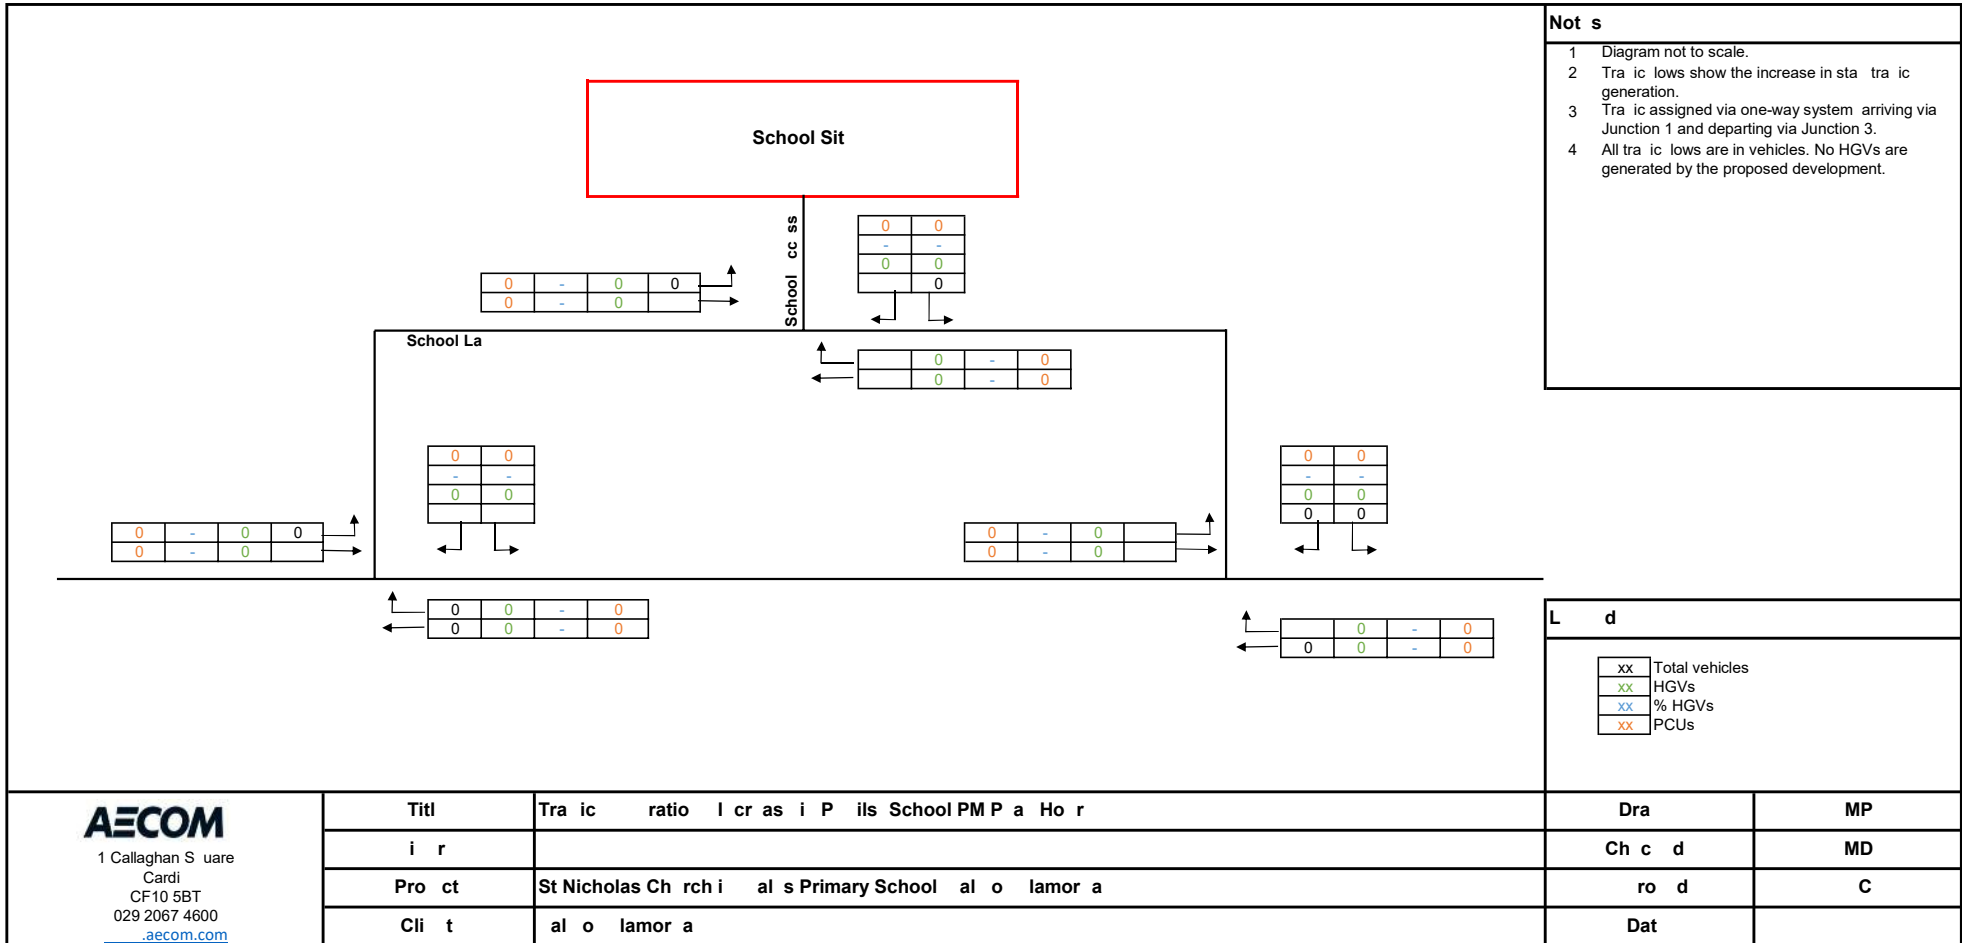 Not s
1 Diagram not to scale.
2 Tra ic lows show the increase in sta tra ic
generation.
3 Tra ic assigned via one-way system arriving via
Junction 1 and departing via Junction 3.
4 All tra ic lows are in vehicles. No HGVs are
generated by the proposed development.
School Sit
School cc ss
0 0
- -
0 0
0
0 - 0 0
0 - 0
School La
0 - 0
0 - 0
0 0
- -
0 0
0 0
- -
0 0
0 0
0 - 0 0
0 - 0
0 - 0
0 - 0
0 0 - 0
0 0 - 0
0 - 0
0 0 - 0
L d
xx Total vehicles
xx HGVs
xx % HGVs
xx PCUs
AECOM
1 Callaghan S uare
Cardi
CF10 5BT
029 2067 4600
.aecom.com
Titl Tra ic ratio I cr as i P ils School PM P a Ho r
i r
Pro ct St Nicholas Ch rch i al s Primary School al o lamor a
Cli t al o lamor a
Dra MP
Ch c d MD
ro d C
Dat